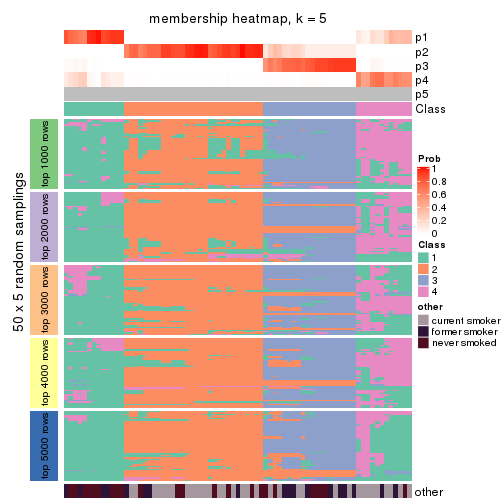 membership heatmap, k = 5
p1
p2
p3
p4
p5
Class
50 x 5 random samplings
top 1000 rows
top 2000 rows
top 3000 rows
top 4000 rows
top 5000 rows
other
Prob
1
0.8
0.6
0.4
0.2
0
Class
1
2
3
4
other
current smoker
former smoker
never smoked